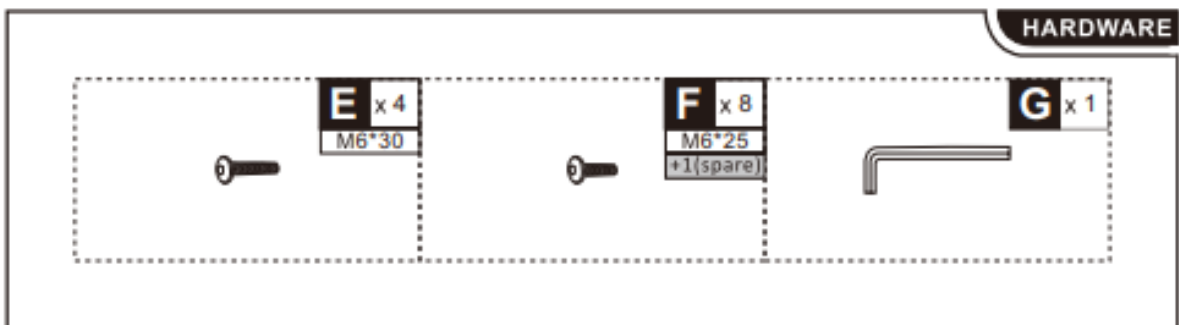 HARDWARE
E x 4
M6*30
F x 8
M6*25
+1(spare)
G x 1